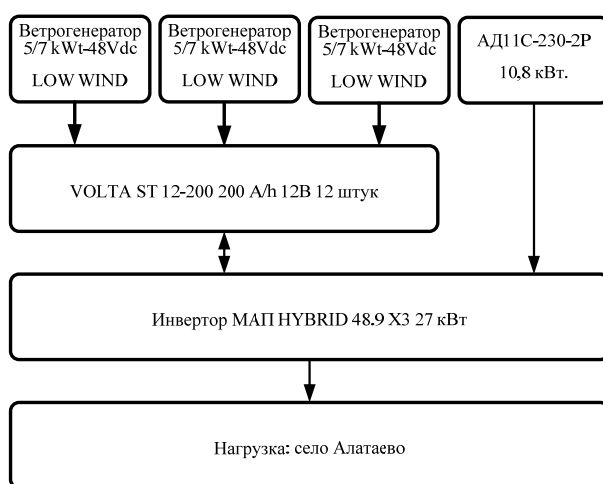 Ветрогенератор
5/7 kWt-48Vdc
LOW WIND
Ветрогенератор
5/7 kWt-48Vdc
LOW WIND
Ветрогенератор
5/7 kWt-48Vdc
LOW WIND
АД11С-230-2Р
10,8 кВт.
VOLTA ST 12-200 200 A/h 12В 12 штук
Инвертор МАП HYBRID 48.9 X3 27 кВт
Нагрузка: село Алатаево